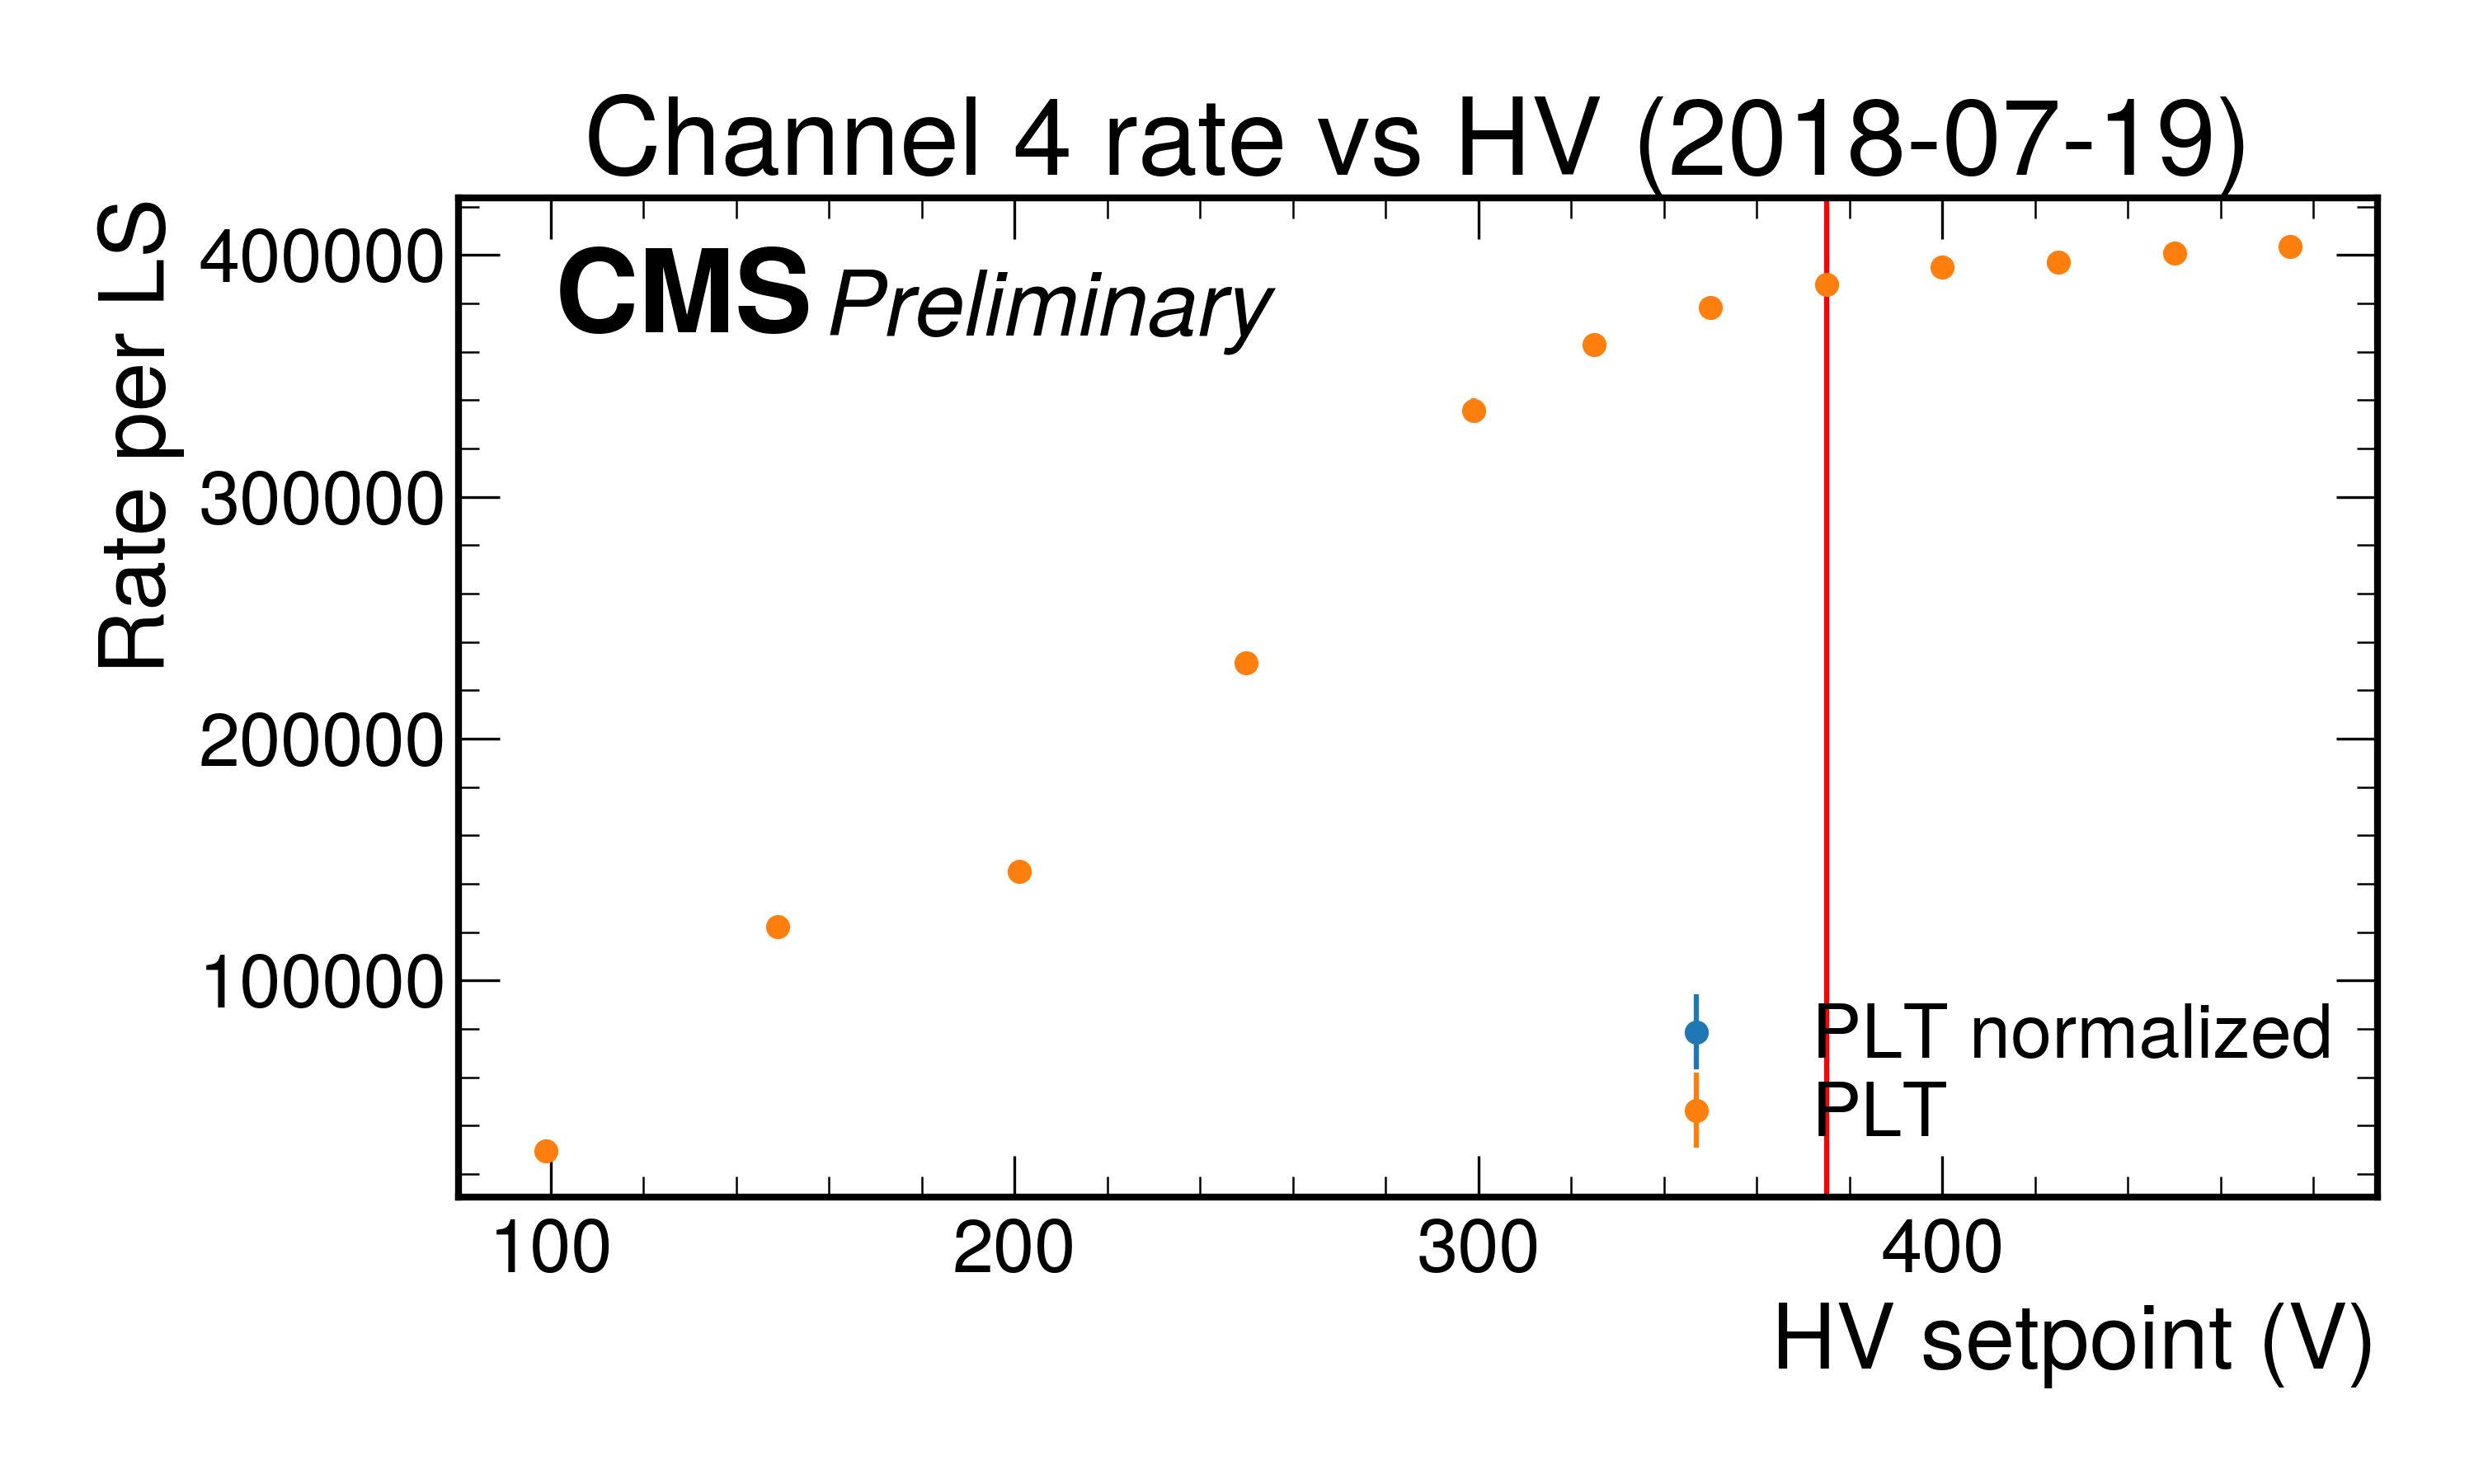 Channel 4 rate vs HV (2018-07-19)
CMS Preliminary
Rate per LS
400000
300000
200000
100000
PLT normalized
PLT
100 200 300 400
HV setpoint (V)